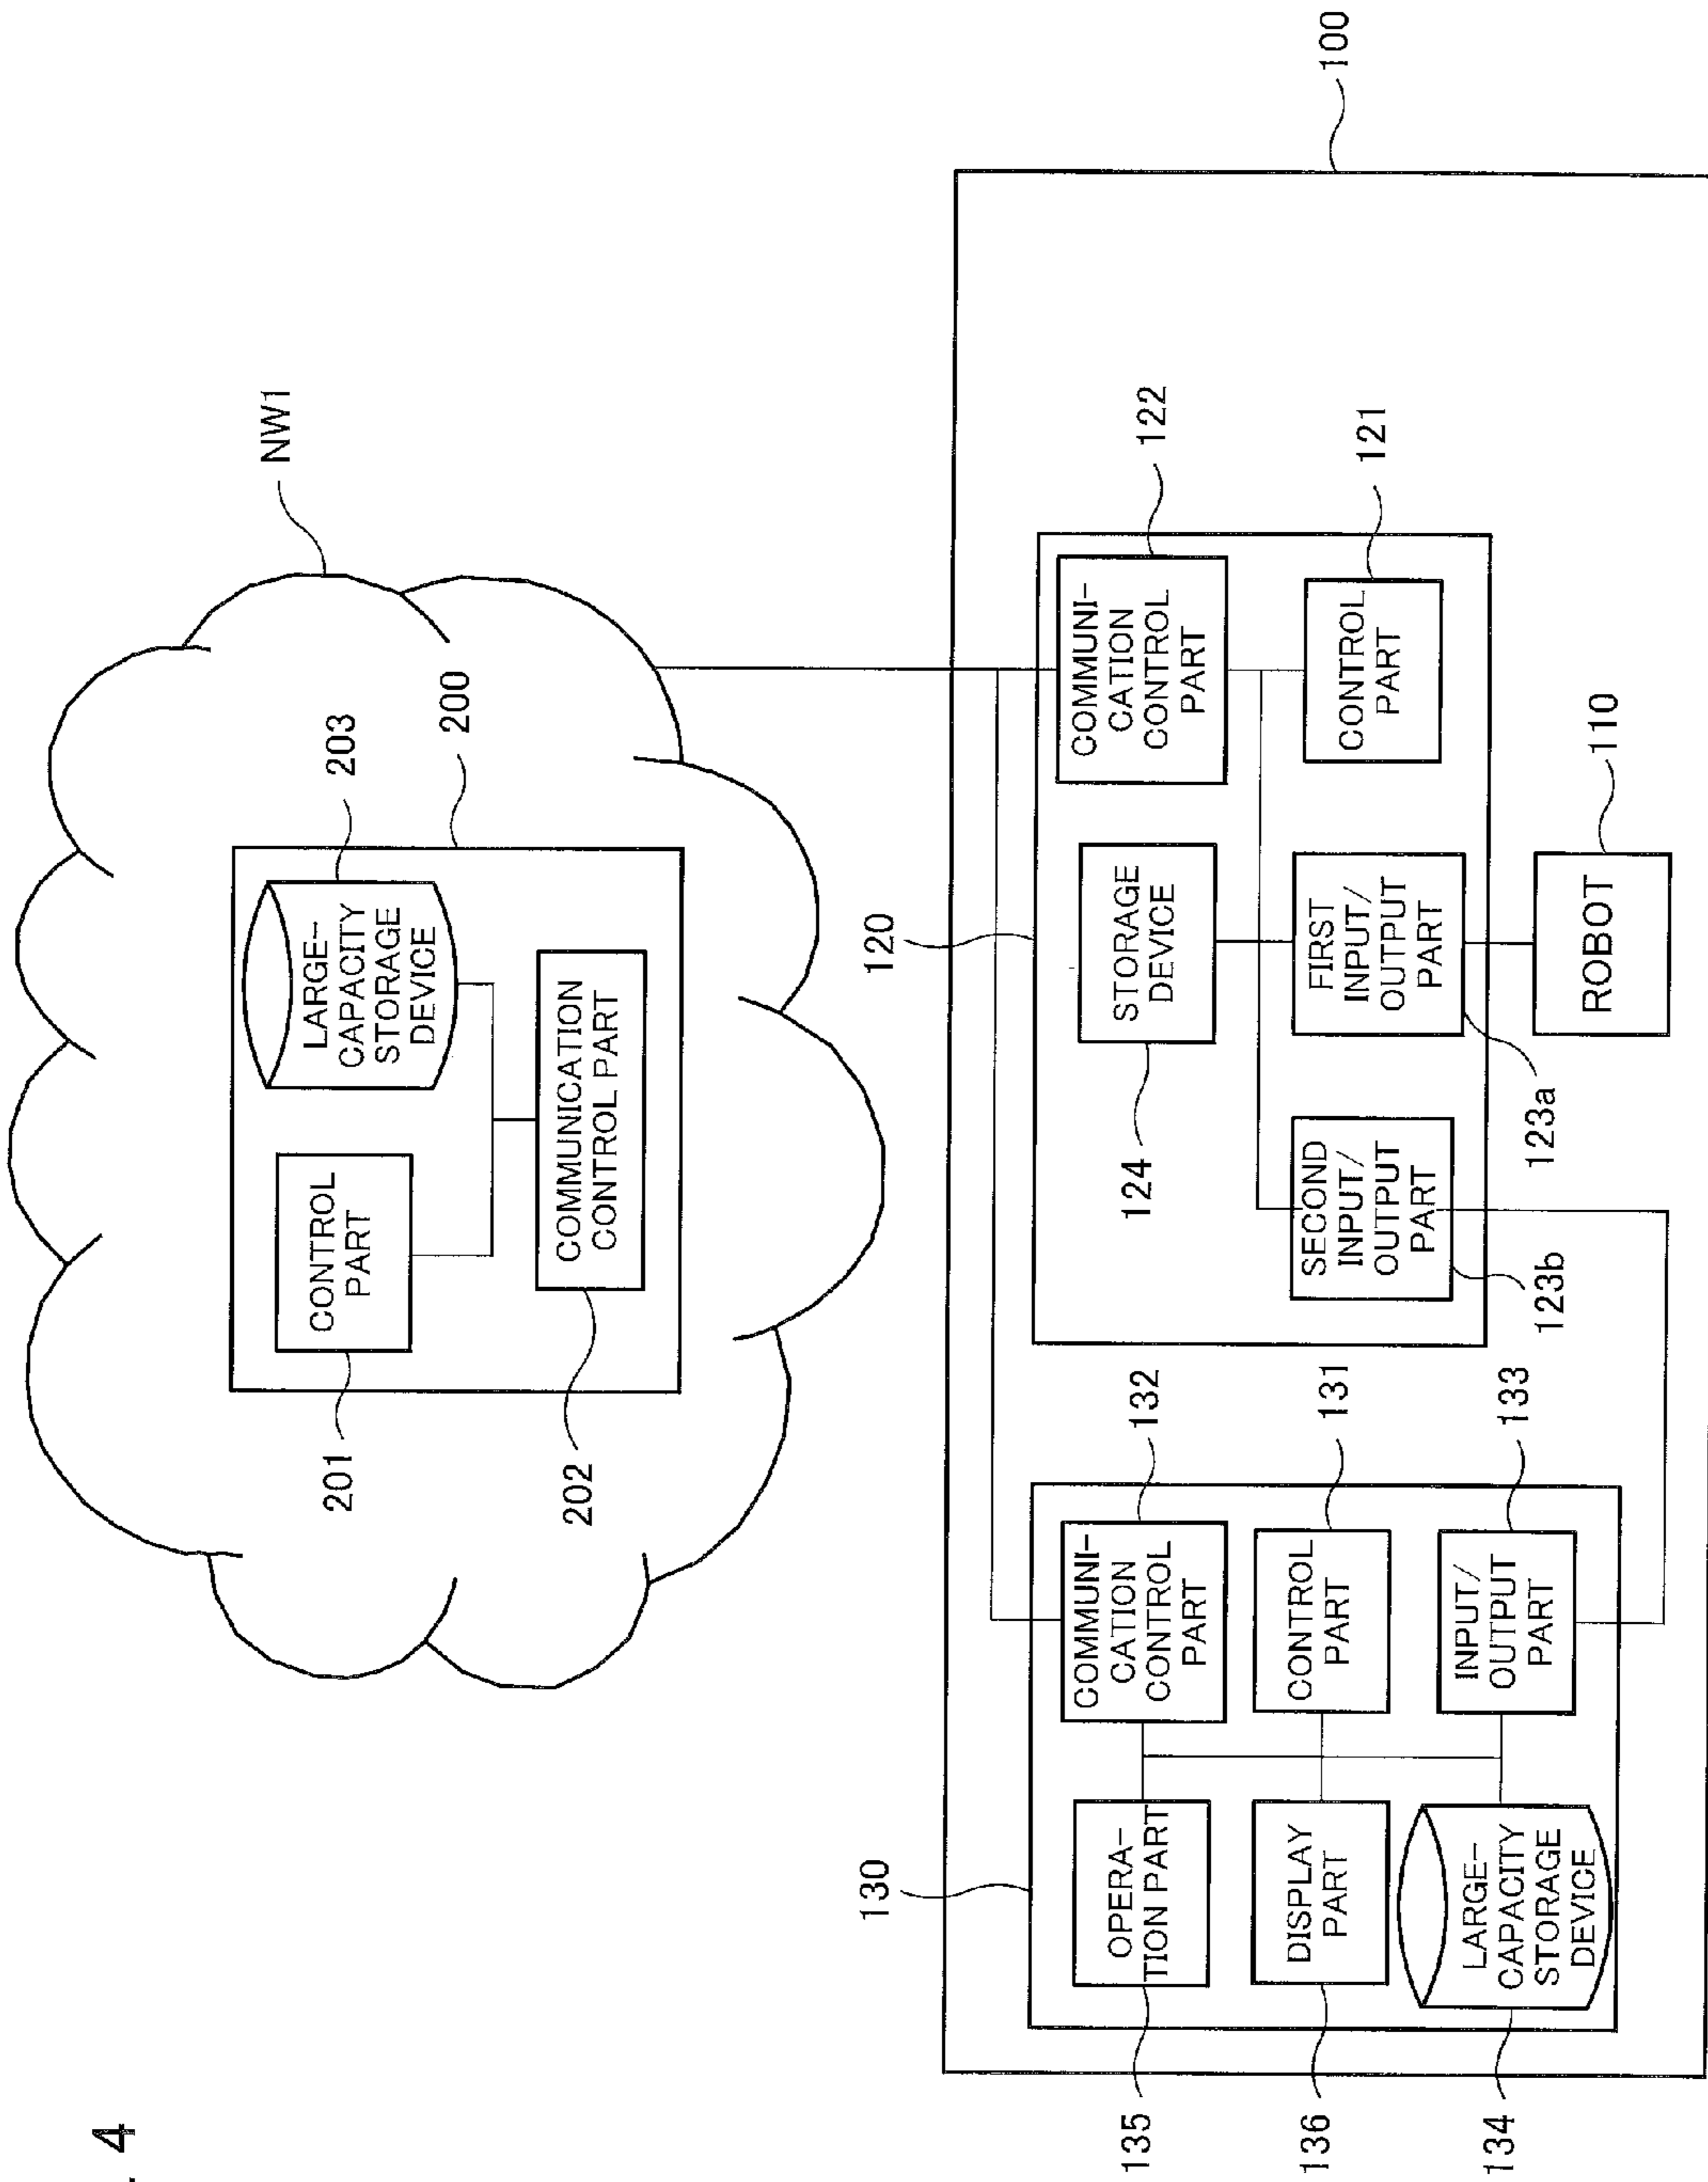 . 4
NW1
203
200
LARGE-
CAPACITY
STORAGE
DEVICE
CONTROL
PART
COMMUNICATION
CONTROL PART
201
202
100
130
120
132
131
133
122
121
COMMUNI-
CATION
CONTROL
PART
CONTROL
PART
INPUT/
OUTPUT
PART
OPERA-
TION PART
DISPLAY
PART
LARGE-
CAPACITY
STORAGE
DEVICE
135
136
134
STORAGE
DEVICE
COMMUNI-
CATION
CONTROL
PART
124
SECOND
INPUT/
OUTPUT
PART
FIRST
INPUT/
OUTPUT
PART
CONTROL
PART
123b
123a
ROBOT
110